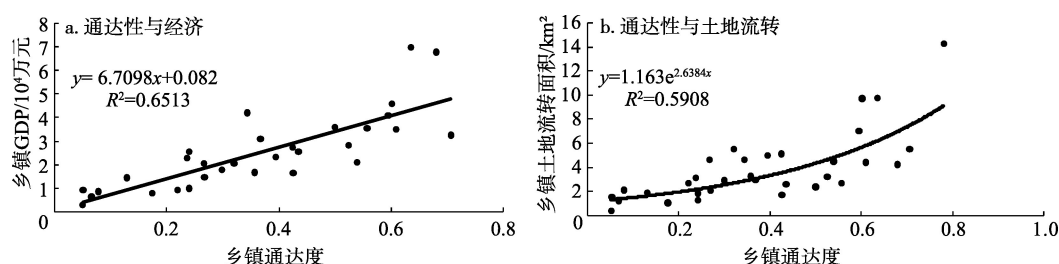 a. 通达性与经济
y= 6.7098x+0.082
R²=0.6513
乡镇GDP/10⁴万元
8
7
6
5
4
3
2
1
0
0.2
0.4
0.6
0.8
乡镇通达度
b. 通达性与土地流转
y=1.163e²·⁶³⁸⁴ˣ
R²=0.5908
乡镇土地流转面积/km²
16
14
12
10
8
6
4
2
0
0.2
0.4
0.6
0.8
1.0
乡镇通达度